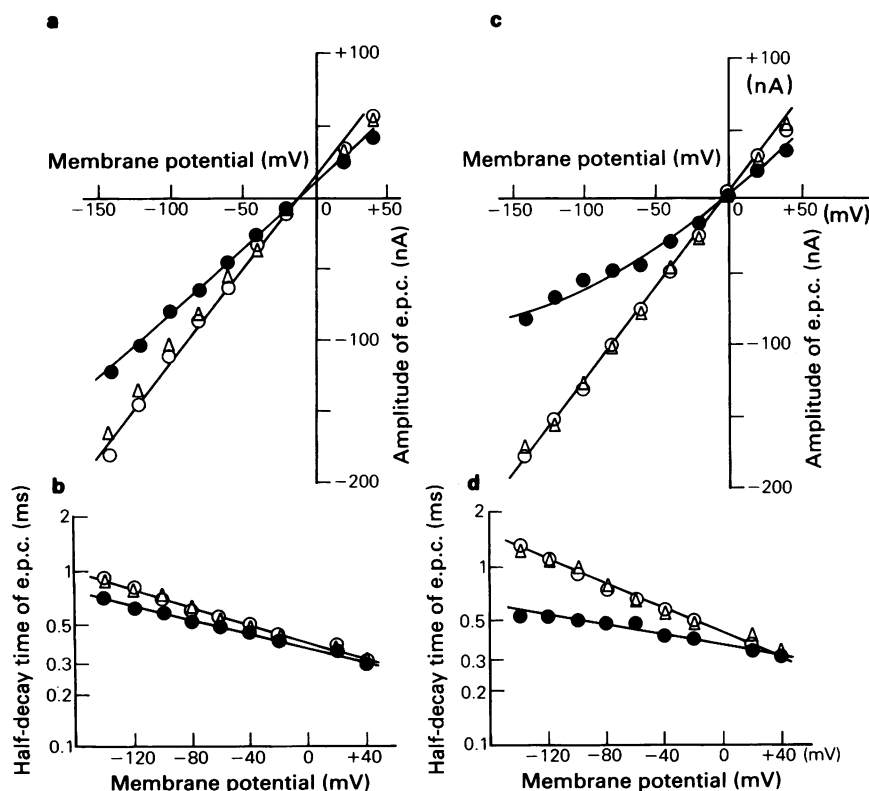 a
+100
Membrane potential (mV)
−150
−100
−50
0
+50
Amplitude of e.p.c. (nA)
−100
−200
c
+100
(nA)
Membrane potential (mV)
−150
−100
−50
0
+50
(mV)
Amplitude of e.p.c. (nA)
−100
−200
b
Half-decay time of e.p.c. (ms)
2
1
0.5
0.3
0.2
0.1
−120
−80
−40
0
+40
Membrane potential (mV)
d
Half-decay time of e.p.c. (ms)
2
1
0.5
0.3
0.2
0.1
−120
−80
−40
0
+40
(mV)
Membrane potential (mV)